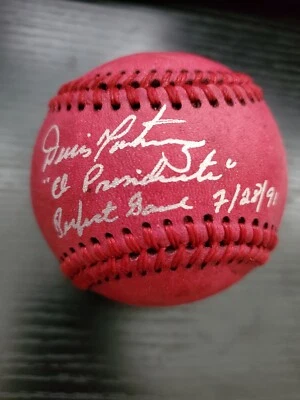 Dennis Martinez
"El Presidente"
Perfect Game 7/28/91